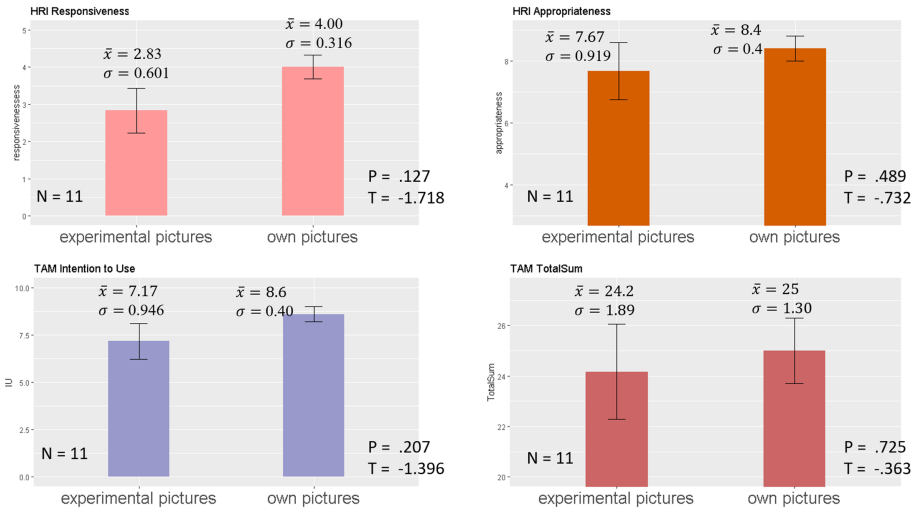 HRI Responsiveness
x̄ = 4.00
σ = 0.316
x̄ = 2.83
σ = 0.601
5
4
3
2
1
0
responsivenessess
N = 11
P = .127
T = -1.718
experimental pictures own pictures
HRI Appropriateness
x̄ = 7.67
σ = 0.919
x̄ = 8.4
σ = 0.4
8
6
4
appropriateness
N = 11
P = .489
T = -.732
experimental pictures own pictures
TAM Intention to Use
x̄ = 7.17
σ = 0.946
x̄ = 8.6
σ = 0.40
10.0
7.5
5.0
2.5
0.0
IU
N = 11
P = .207
T = -1.396
experimental pictures own pictures
TAM TotalSum
x̄ = 24.2
σ = 1.89
x̄ = 25
σ = 1.30
26
24
22
20
TotalSum
N = 11
P = .725
T = -.363
experimental pictures own pictures